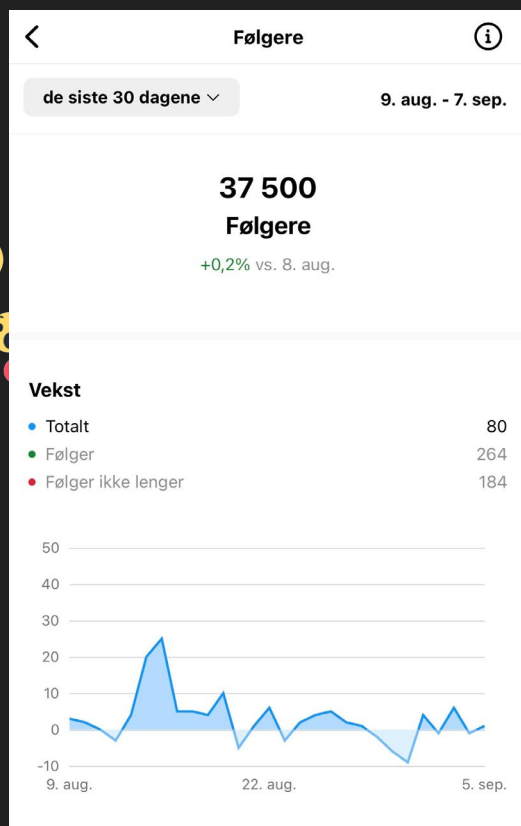 Følgere
de siste 30 dagene
9. aug. - 7. sep.
37 500
Følgere
+0,2% vs. 8. aug.
Vekst
Totalt 80
Følger 264
Følger ikke lenger 184
50
40
30
20
10
0
-10
9. aug. 22. aug. 5. sep.